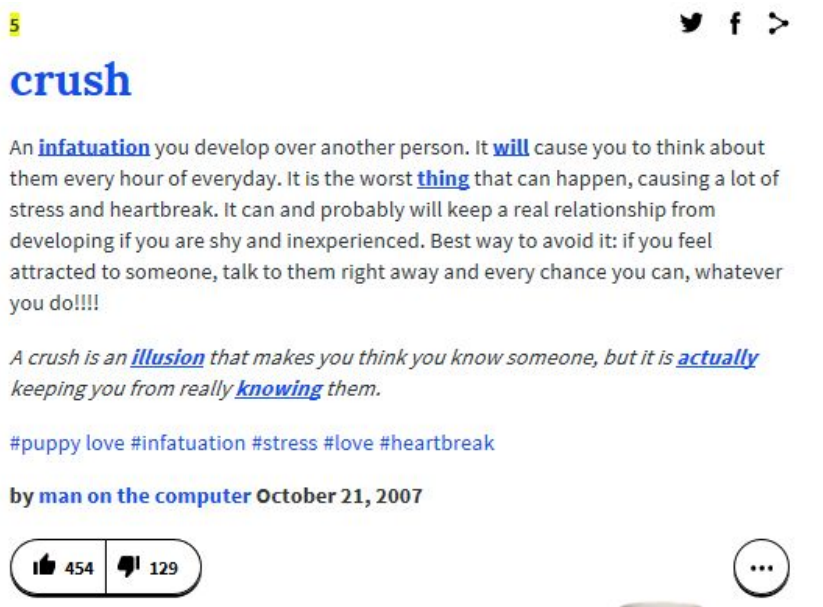 5
crush
An infatuation you develop over another person. It will cause you to think about
them every hour of everyday. It is the worst thing that can happen, causing a lot of
stress and heartbreak. It can and probably will keep a real relationship from
developing if you are shy and inexperienced. Best way to avoid it: if you feel
attracted to someone, talk to them right away and every chance you can, whatever
you do!!!!
A crush is an illusion that makes you think you know someone, but it is actually
keeping you from really knowing them.
#puppy love #infatuation #stress #love #heartbreak
by man on the computer October 21, 2007
454 129